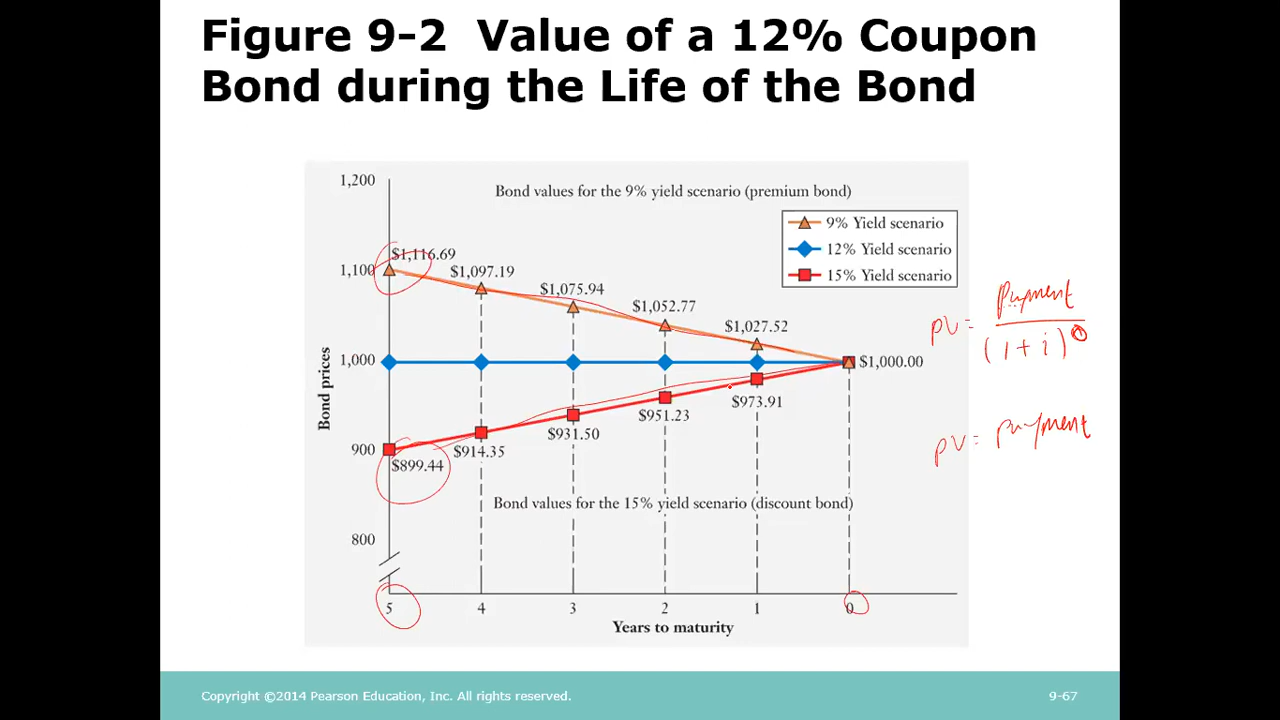 Figure 9-2  Value of a 12% Coupon
Bond during the Life of the Bond
1,200
Bond values for the 9% yield scenario (premium bond)
9% Yield scenario
12% Yield scenario
15% Yield scenario
$1,116.69
1,100
$1,097.19
$1,075.94
$1,052.77
$1,027.52
payment
PV =
(1 + i)
1,000
$1,000.00
Bond prices
$973.91
$951.23
$931.50
$914.35
PV = payment
900
$899.44
Bond values for the 15% yield scenario (discount bond)
800
5 4 3 2 1 0
Years to maturity
Copyright ©2014 Pearson Education, Inc. All rights reserved.
9-67